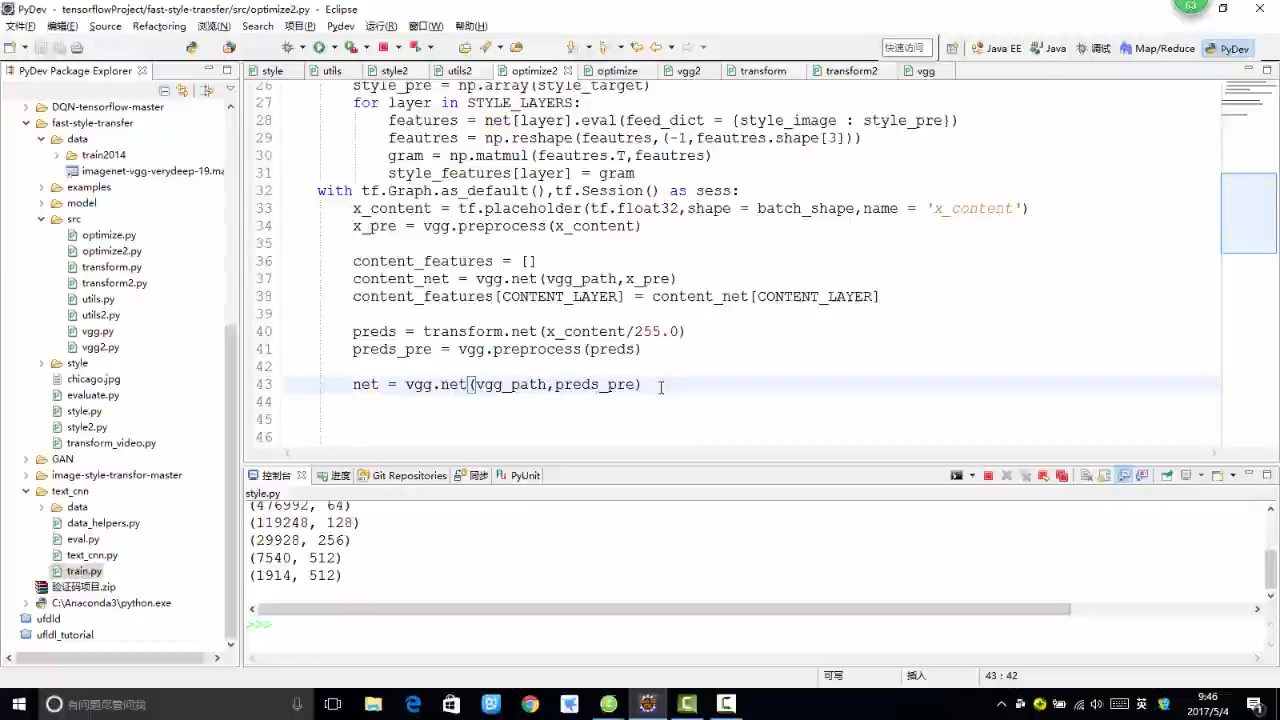 PyDev - tensorflowProject/fast-style-transfer/src/optimize2.py - Eclipse
63
文件(F) 编辑(E) Source Refactoring 浏览(N) Search 项目(P) Pydev 运行(R) 窗口(W) 帮助(H)
快速访问 Java EE Java 调试 Map/Reduce PyDev
PyDev Package Explorer
style utils style2 utils2 optimize2 optimize vgg2 transform transform2 vgg
DQN-tensorflow-master
fast-style-transfer
data
train2014
imagenet-vgg-verydeep-19.ma
examples
model
src
optimize.py
optimize2.py
transform.py
transform2.py
utils.py
utils2.py
vgg.py
vgg2.py
style
chicago.jpg
evaluate.py
style.py
style2.py
transform_video.py
GAN
image-style-transfor-master
text_cnn
data
data_helpers.py
eval.py
text_cnn.py
train.py
验证码项目.zip
C:\Anaconda3\python.exe
ufdld
ufldl_tutorial
26 style_pre = np.array(style_target)
27 for layer in STYLE_LAYERS:
28 features = net[layer].eval(feed_dict = {style_image : style_pre})
29 feautres = np.reshape(feautres,(-1,feautres.shape[3]))
30 gram = np.matmul(feautres.T,feautres)
31 style_features[layer] = gram
32 with tf.Graph.as_default(),tf.Session() as sess:
33 x_content = tf.placeholder(tf.float32,shape = batch_shape,name = 'x_content')
34 x_pre = vgg.preprocess(x_content)
35
36 content_features = []
37 content_net = vgg.net(vgg_path,x_pre)
38 content_features[CONTENT_LAYER] = content_net[CONTENT_LAYER]
39
40 preds = transform.net(x_content/255.0)
41 preds_pre = vgg.preprocess(preds)
42
43 net = vgg.net(vgg_path,preds_pre)
44
45
46
控制台 进度 Git Repositories 同步 PyUnit
style.py
(476992, 64)
(119248, 128)
(29928, 256)
(7540, 512)
(1914, 512)
>>>
可写 插入 43 : 42
有问题尽管问我
英
9:46
2017/5/4